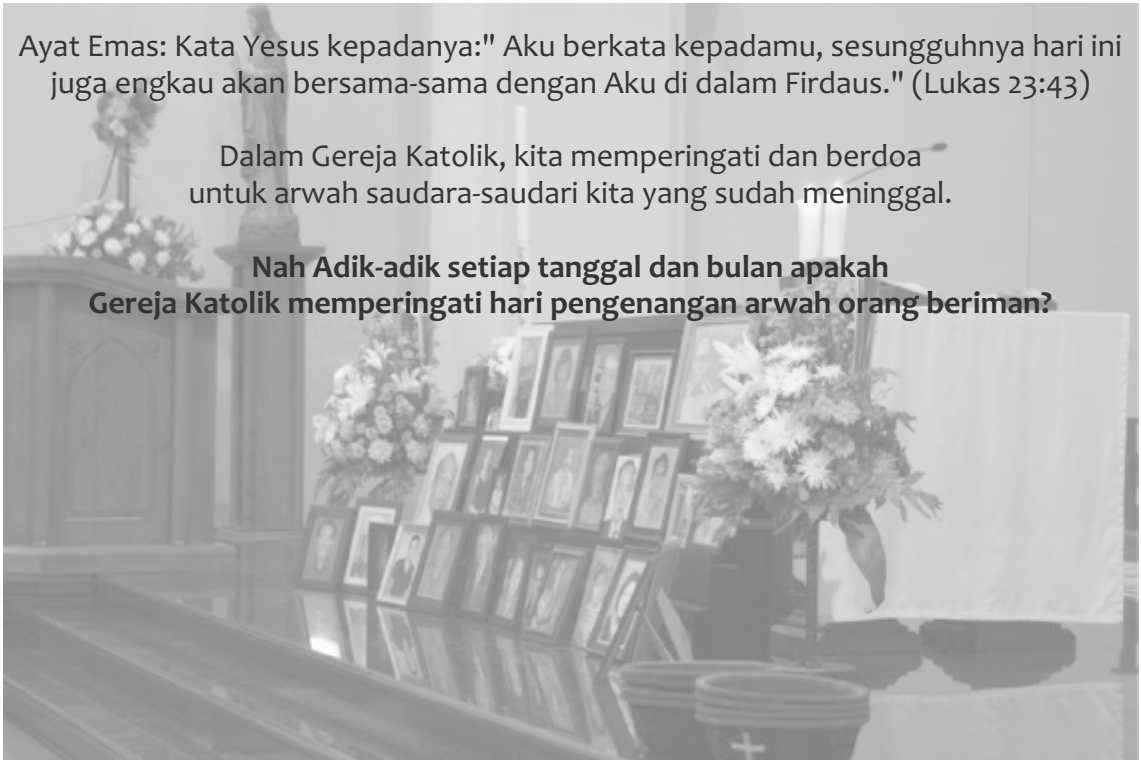 Ayat Emas: Kata Yesus kepadanya:" Aku berkata kepadamu, sesungguhnya hari ini
juga engkau akan bersama-sama dengan Aku di dalam Firdaus." (Lukas 23:43)
Dalam Gereja Katolik, kita memperingati dan berdoa
untuk arwah saudara-saudari kita yang sudah meninggal.
Nah Adik-adik setiap tanggal dan bulan apakah
Gereja Katolik memperingati hari pengenangan arwah orang beriman?